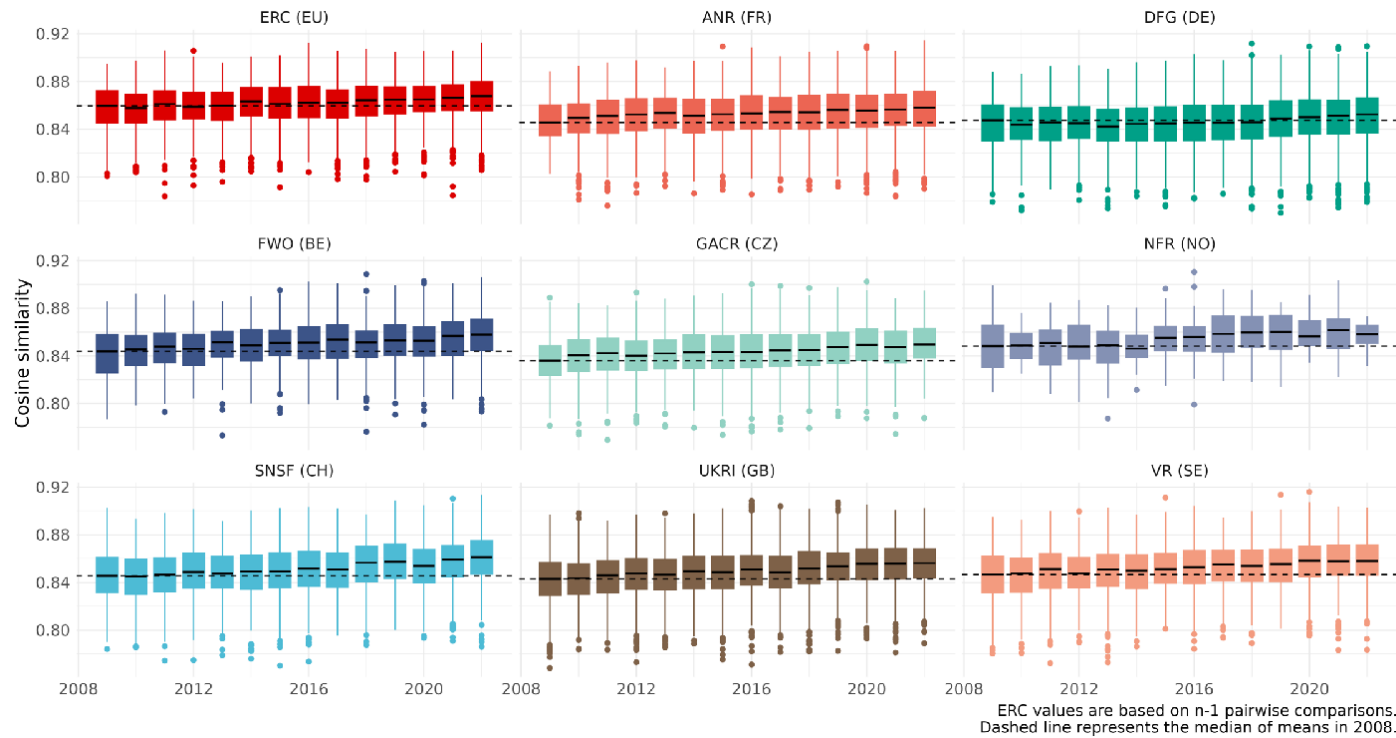 ERC (EU)
ANR (FR)
DFG (DE)
0.92
0.88
0.84
0.80
FWO (BE)
GACR (CZ)
NFR (NO)
0.92
0.88
0.84
0.80
Cosine similarity
SNSF (CH)
UKRI (GB)
VR (SE)
0.92
0.88
0.84
0.80
2008 2012 2016 2020 2008 2012 2016 2020 2008 2012 2016 2020
ERC values are based on n-1 pairwise comparisons.
Dashed line represents the median of means in 2008.